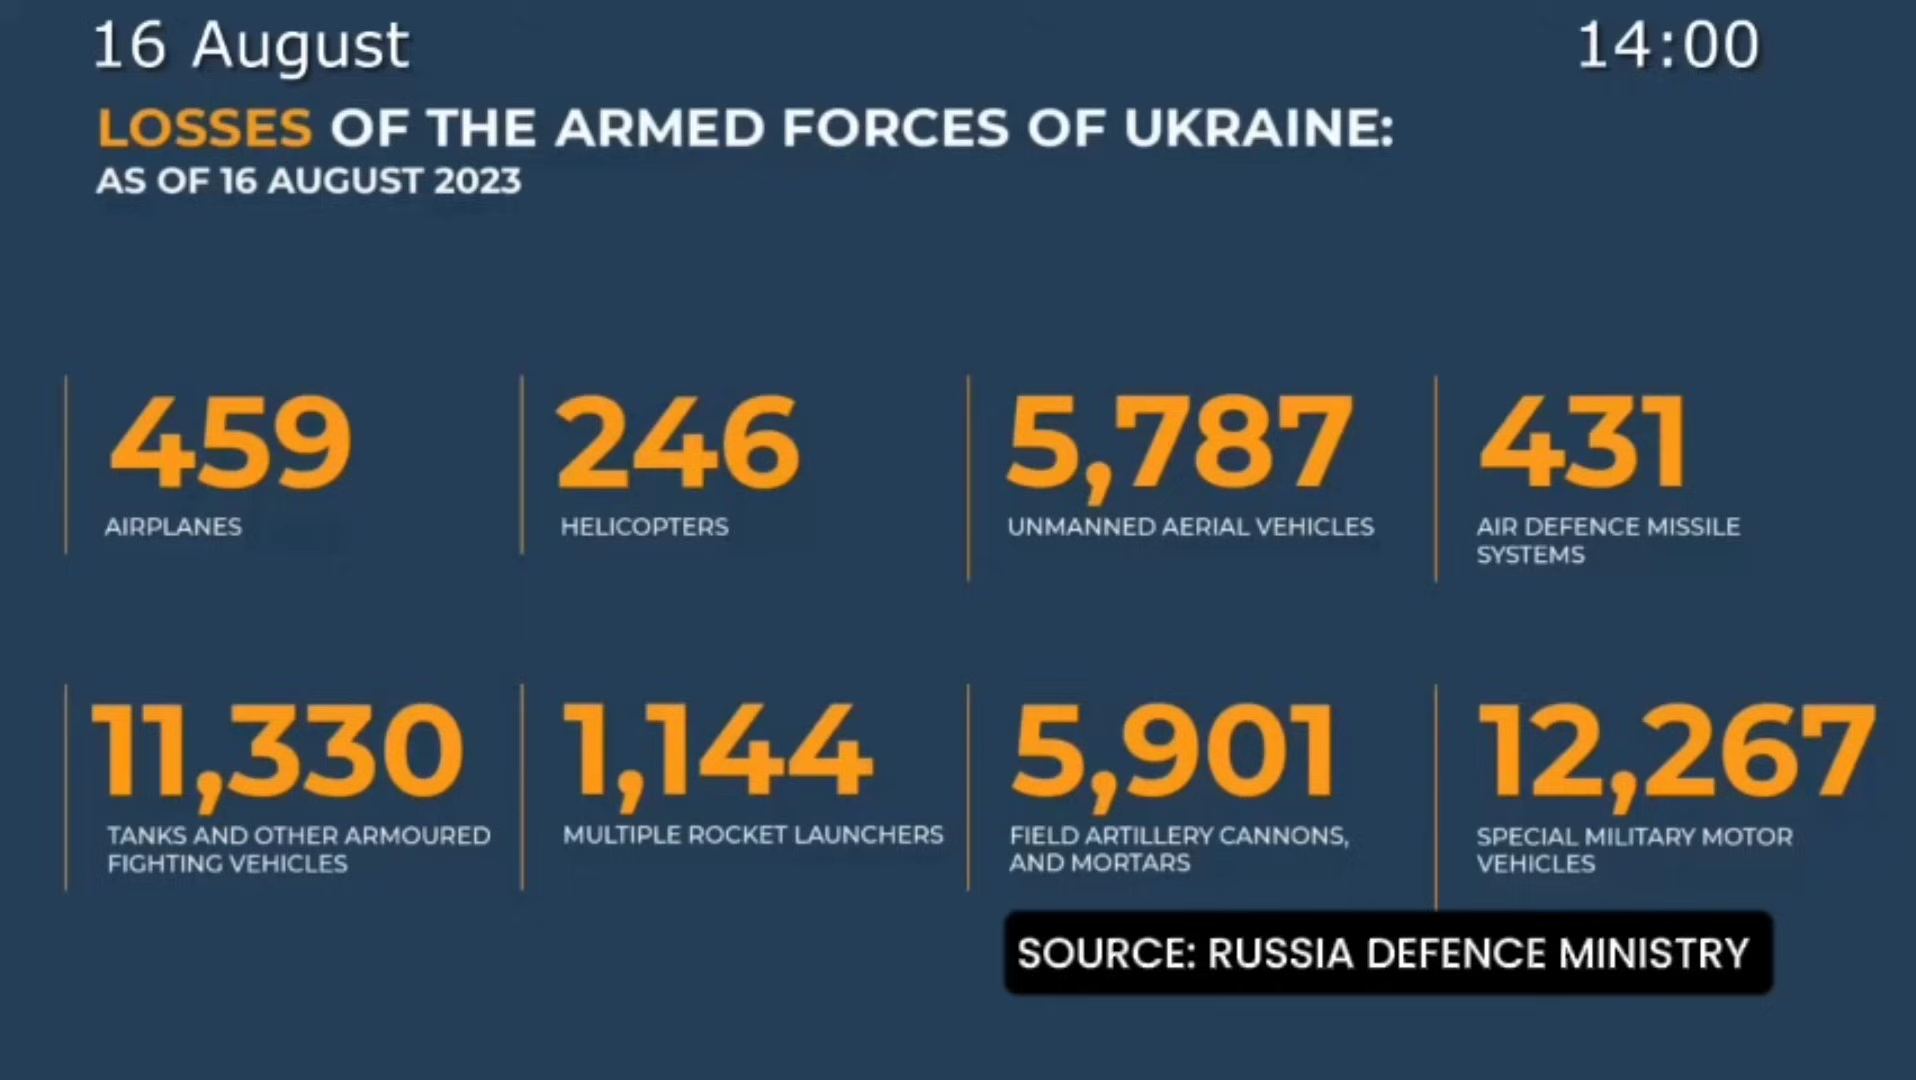 16 August
14:00
LOSSES OF THE ARMED FORCES OF UKRAINE:
AS OF 16 AUGUST 2023
459
AIRPLANES
246
HELICOPTERS
5,787
UNMANNED AERIAL VEHICLES
431
AIR DEFENCE MISSILE
SYSTEMS
11,330
TANKS AND OTHER ARMOURED
FIGHTING VEHICLES
1,144
MULTIPLE ROCKET LAUNCHERS
5,901
FIELD ARTILLERY CANNONS,
AND MORTARS
12,267
SPECIAL MILITARY MOTOR
VEHICLES
SOURCE: RUSSIA DEFENCE MINISTRY